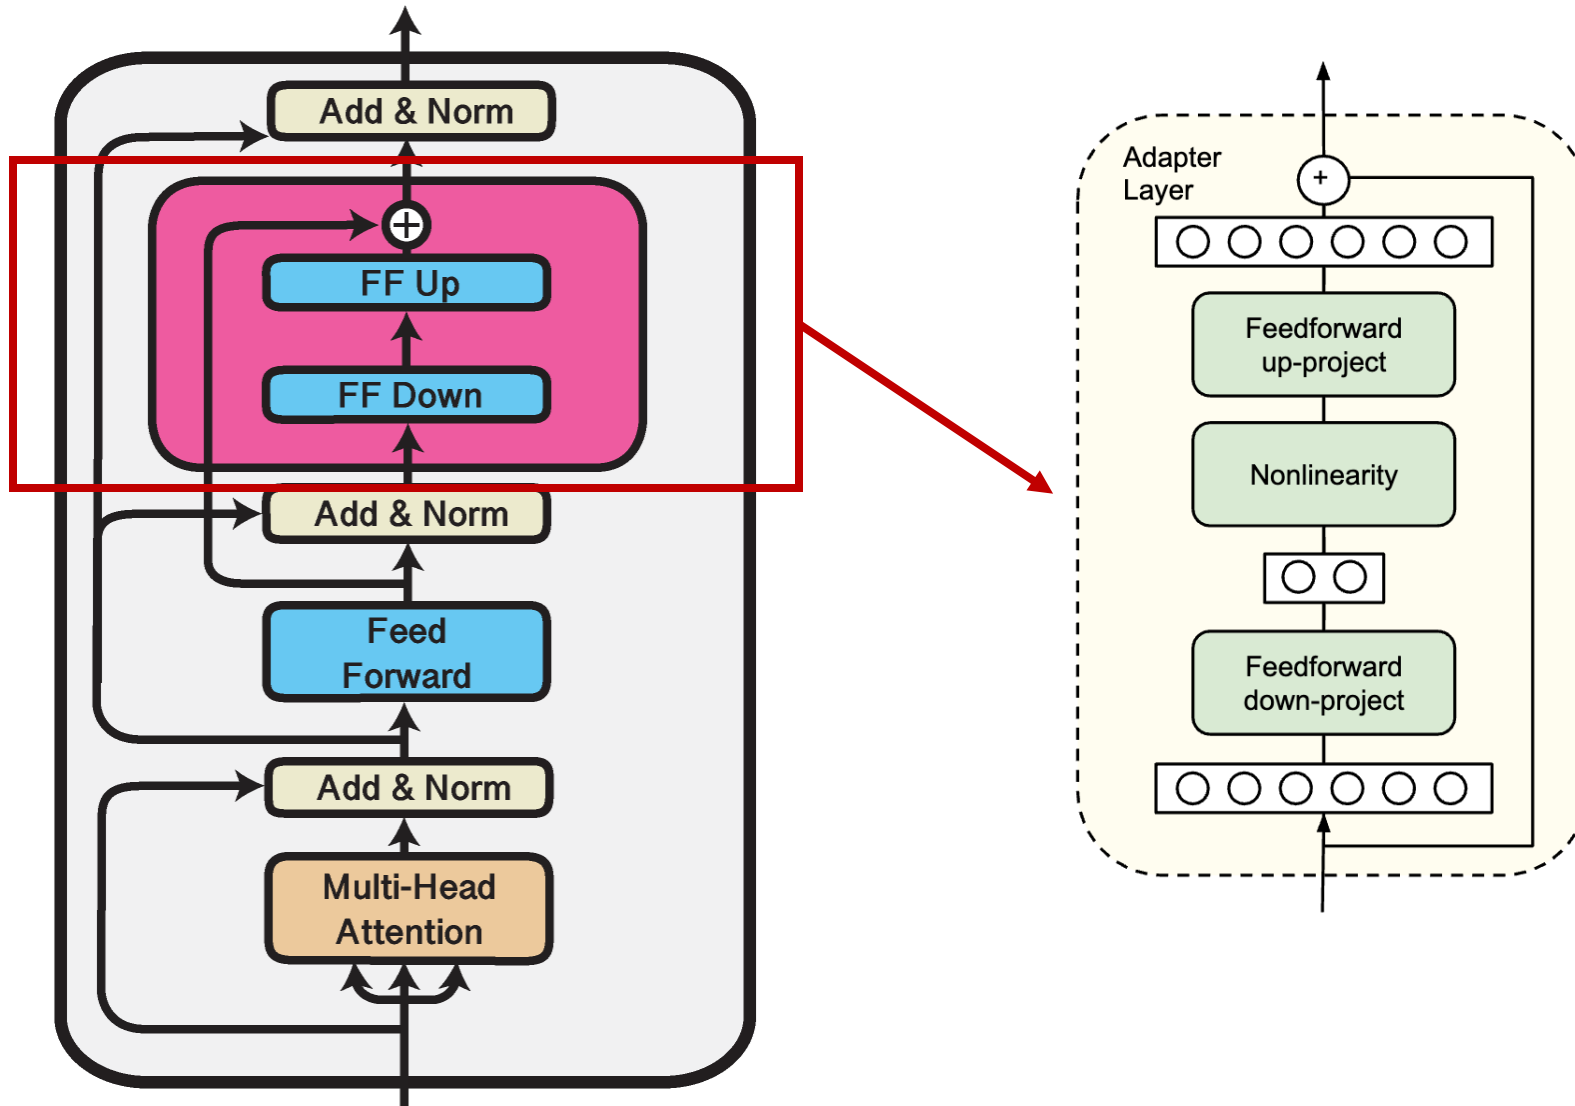 Add & Norm
+
FF Up
FF Down
Add & Norm
Feed
Forward
Add & Norm
Multi-Head
Attention
Adapter
Layer
+
Feedforward
up-project
Nonlinearity
Feedforward
down-project